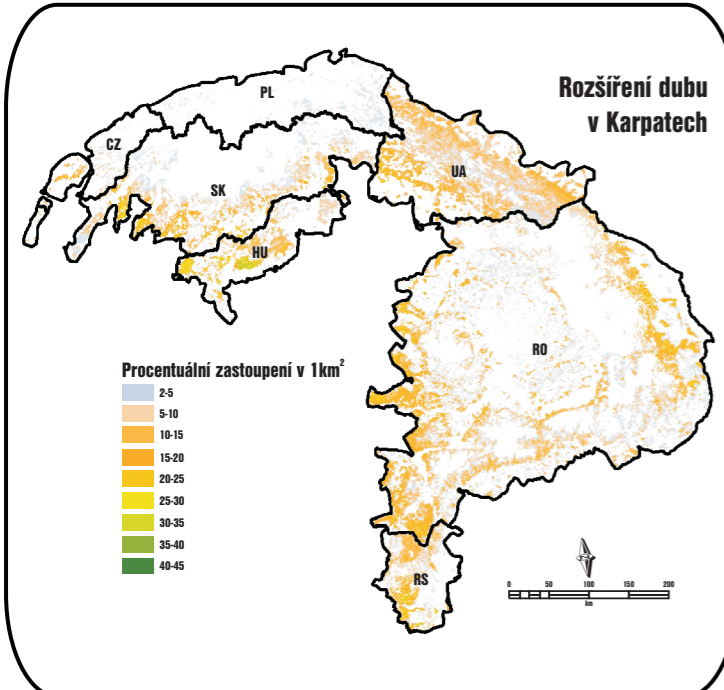 Rozšíření dubu
v Karpatech
PL
CZ
SK
UA
HU
RO
RS
Procentuální zastoupení v 1km²
2-5
5-10
10-15
15-20
20-25
25-30
30-35
35-40
40-45
0 50 100 200
km